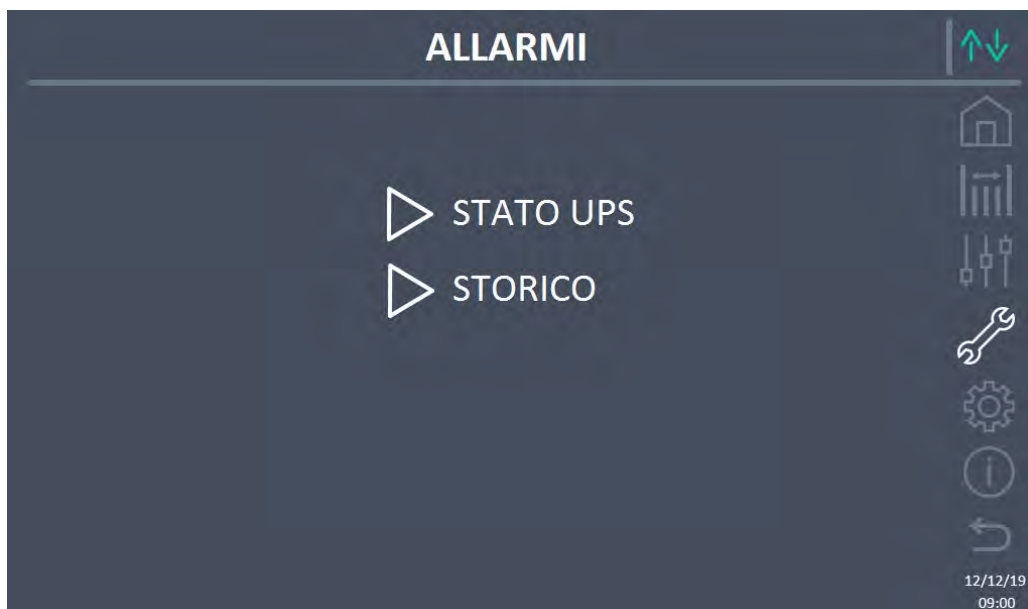 ALLARMI
STATO UPS
STORICO
12/12/19
09:00